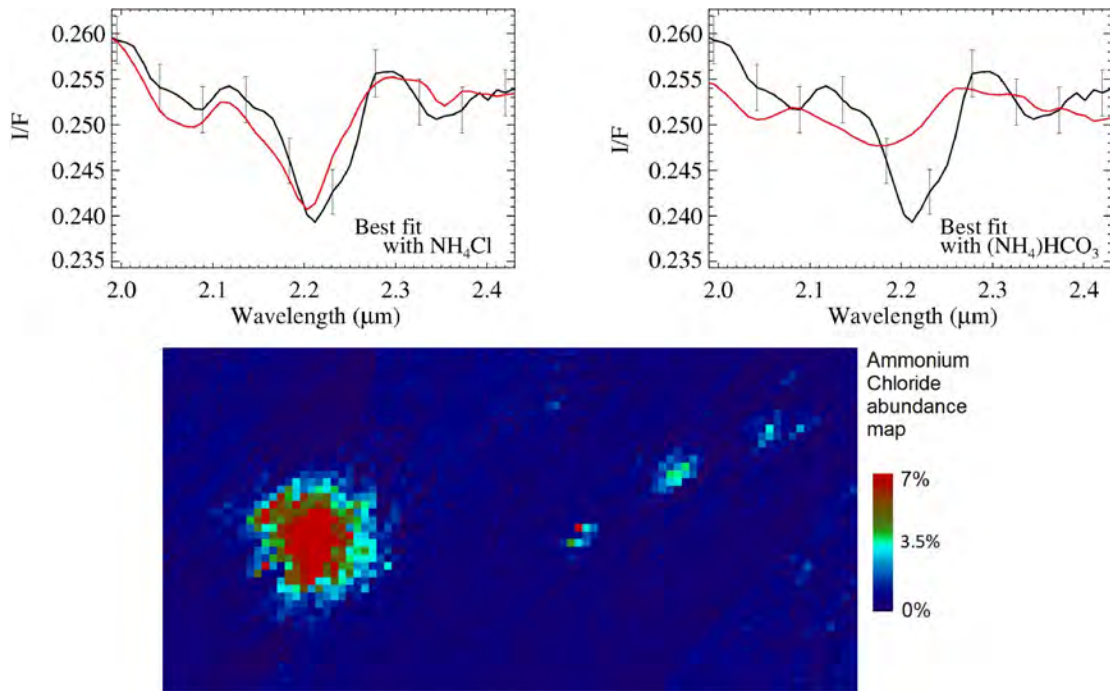 0.260
0.255
0.250
0.245
0.240
0.235
I/F
Best fit
with NH₄Cl
2.0 2.1 2.2 2.3 2.4
Wavelength (μm)
0.260
0.255
0.250
0.245
0.240
0.235
I/F
Best fit
with (NH₄)HCO₃
2.0 2.1 2.2 2.3 2.4
Wavelength (μm)
Ammonium
Chloride
abundance
map
7%
3.5%
0%